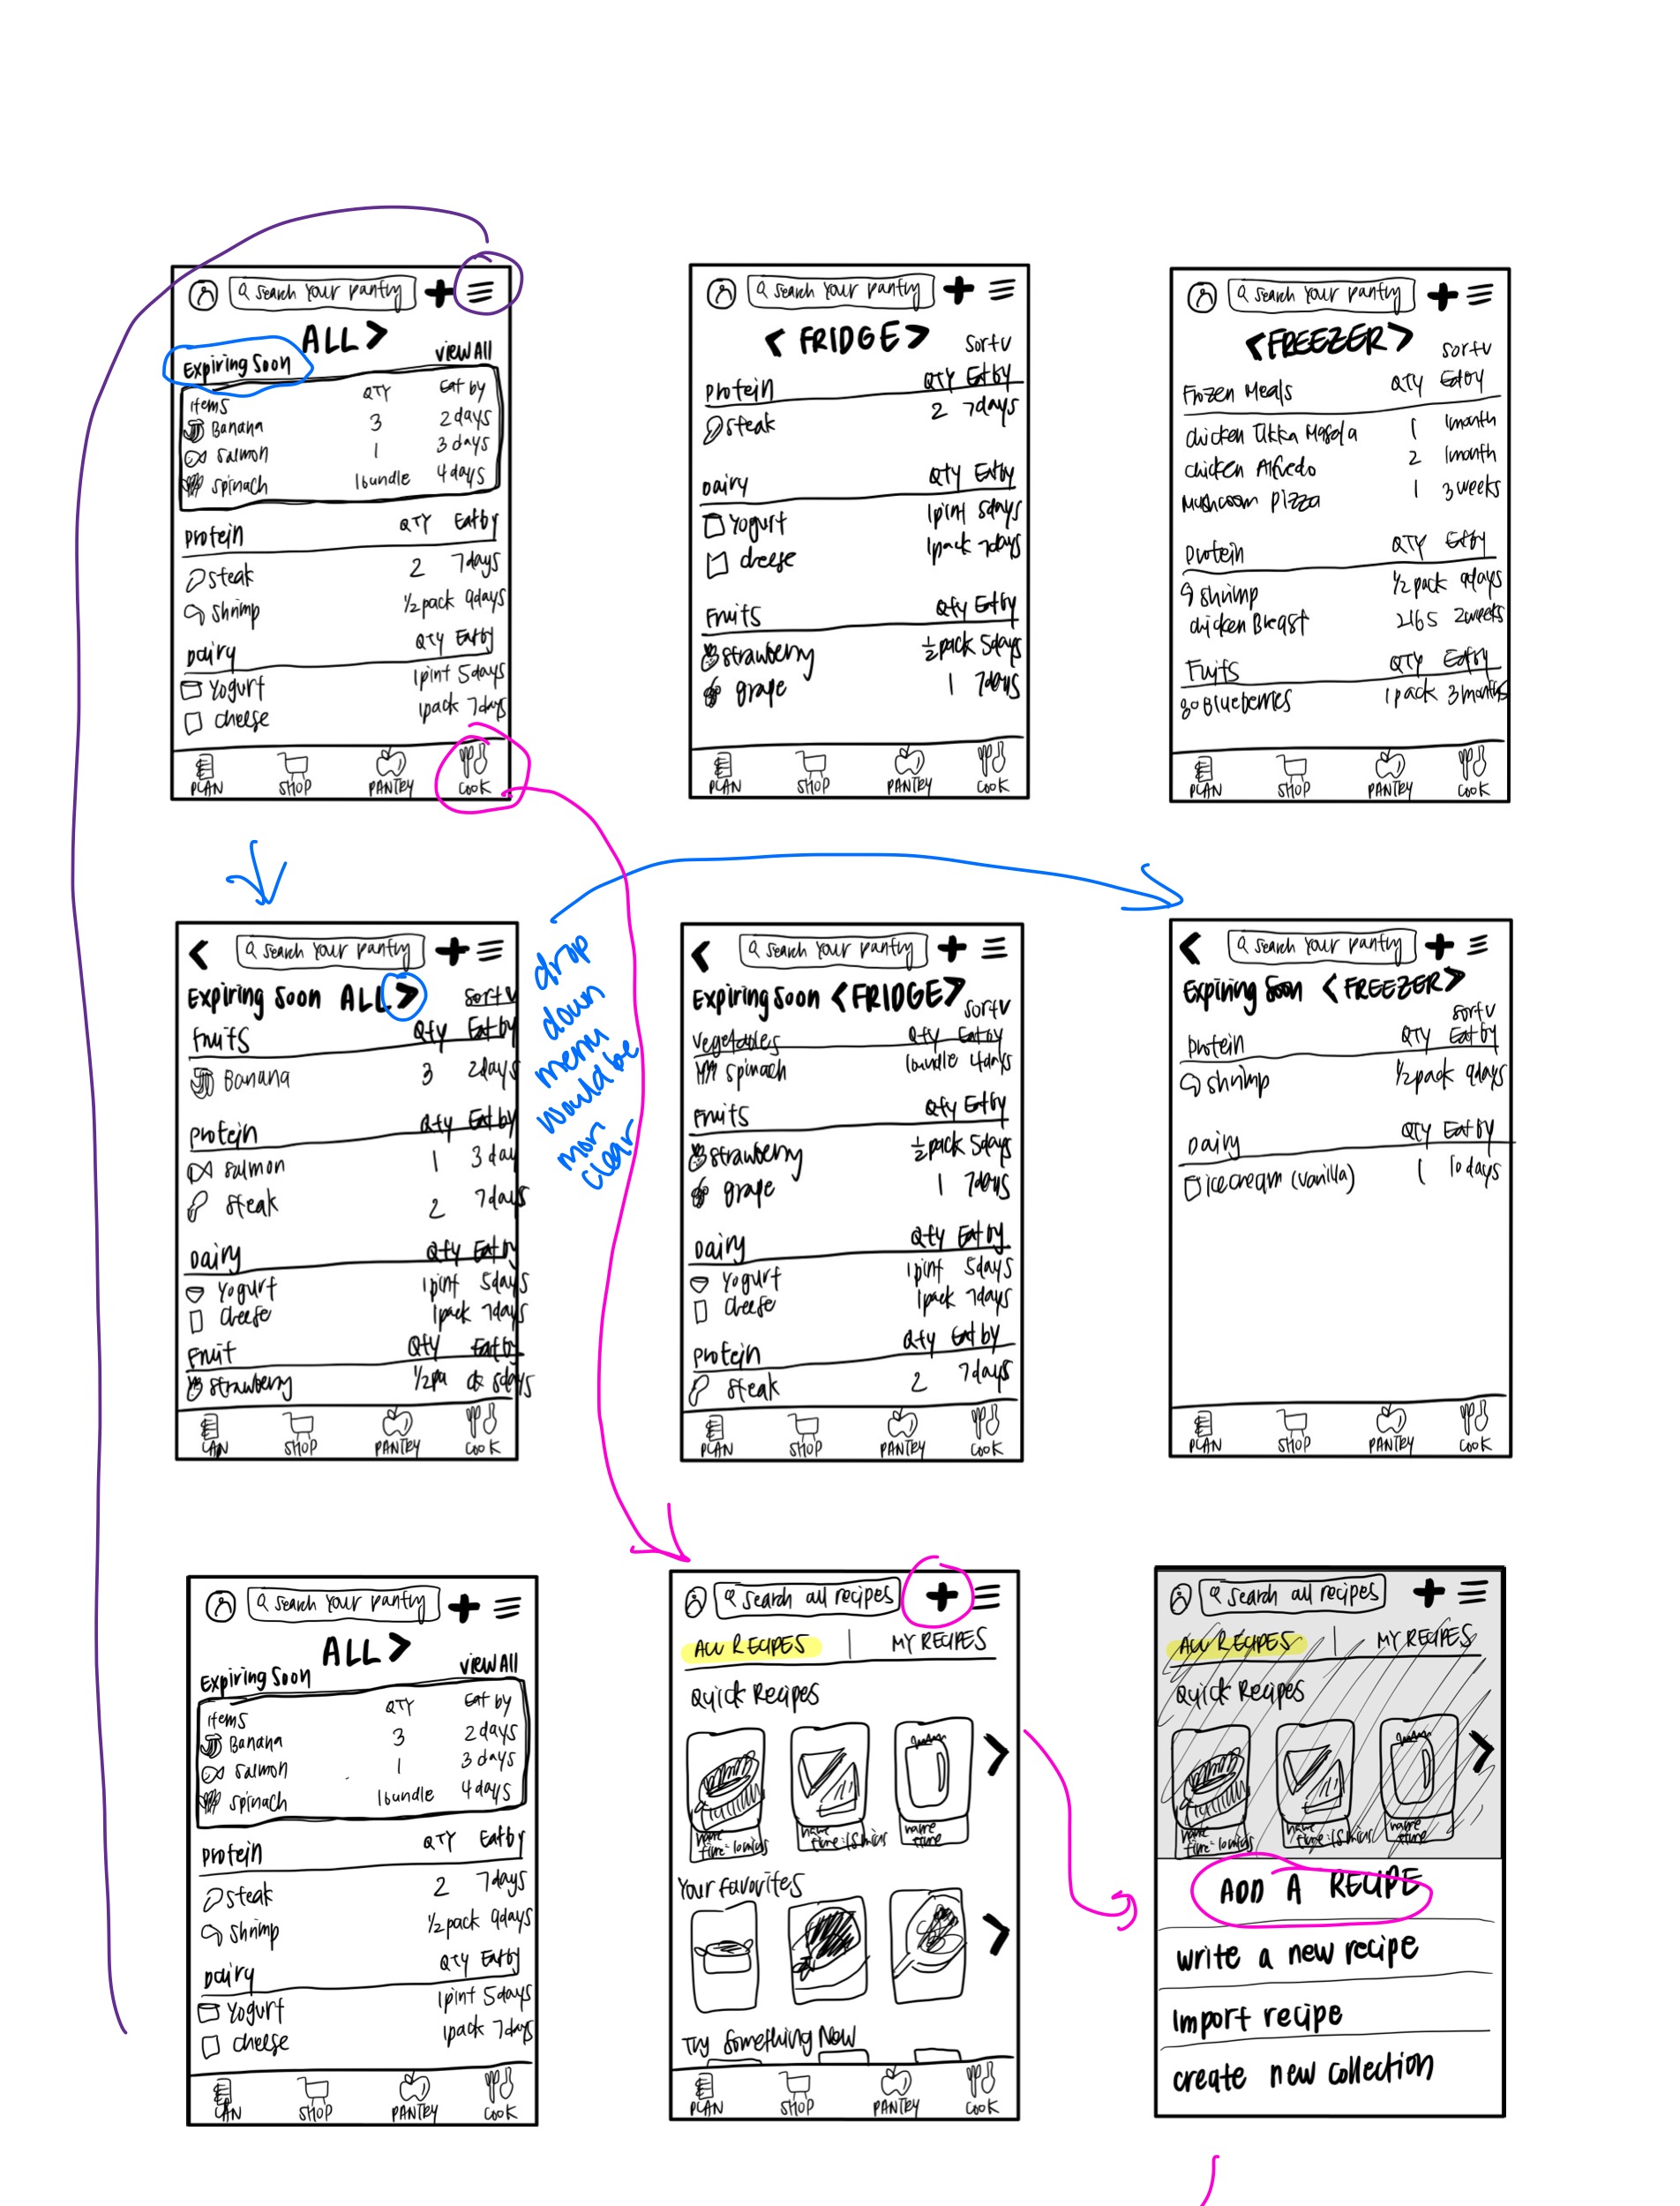 Search Your Pantry
ALL >
Expiring Soon
view All
Items QTY Eat by
Banana 3 2 days
Salmon 1 3 days
Spinach 1 bundle 4 days
Protein QTY Eat by
Steak 2 7 days
Shrimp 1/2 pack 9 days
Dairy QTY Eat by
Yogurt 1 pint 5 days
Cheese 1 pack 7 days
PLAN SHOP PANTRY COOK
Search Your Pantry
< FRIDGE >
Sort v
Protein QTY Eat by
Steak 2 7 days
Dairy QTY Eat by
Yogurt 1 pint 5 days
Cheese 1 pack 7 days
Fruits Qty Eat by
Strawberry 1/2 pack 5 days
grape 1 7 days
PLAN SHOP PANTRY COOK
Search Your Pantry
< FREEZER >
Sort v
Frozen Meals QTY Eat by
Chicken Tikka Masala 1 1 month
Chicken Alfredo 2 1 month
Mushroom Pizza 1 3 weeks
Protein QTY Eat by
Shrimp 1/2 pack 9 days
Chicken Breast 2 lbs 2 weeks
Fruits QTY Eat by
Blueberries 1 pack 3 months
PLAN SHOP PANTRY COOK
< Search Your Pantry
Expiring Soon ALL >
Sort v
Fruits Qty Eat by
Banana 3 2 days
Protein Qty Eat by
Salmon 1 3 day
Steak 2 7 days
Dairy Qty Eat by
Yogurt 1 pint 5 days
Cheese 1 pack 7 days
Fruit Qty Eat by
Strawberry 1/2 pa ck 5 days
LAN SHOP PANTRY COOK
drop
down
menu
would be
mor
clear
< Search Your Pantry
Expiring Soon < FRIDGE >
Sort v
Vegetables Qty Eat by
Spinach 1 bundle 4 days
Fruits Qty Eat by
Strawberry 1/2 pack 5 days
grape 1 7 days
Dairy Qty Eat by
Yogurt 1 pint 5 days
Cheese 1 pack 7 days
Protein Qty Eat by
Steak 2 7 days
PLAN SHOP PANTRY COOK
< Search Your Pantry
Expiring Soon < FREEZER >
Sort v
Protein QTY Eat by
Shrimp 1/2 pack 9 days
Dairy QTY Eat by
ice cream (vanilla) 1 10 days
PLAN SHOP PANTRY COOK
Search Your Pantry
ALL >
Expiring Soon
view All
Items QTY Eat by
Banana 3 2 days
Salmon 1 3 days
Spinach 1 bundle 4 days
Protein QTY Eat by
Steak 2 7 days
Shrimp 1/2 pack 9 days
Dairy QTY Eat by
Yogurt 1 pint 5 days
Cheese 1 pack 7 days
LAN SHOP PANTRY COOK
Search all recipes
ALL RECIPES | MY RECIPES
Quick Recipes
name name name
time: 10 mins time: 15 mins time
Your favorites
Try Something New
PLAN SHOP PANTRY COOK
Search all recipes
ALL RECIPES | MY RECIPES
Quick Recipes
name name name
time: 10 mins time: 15 mins time
ADD A RECIPE
write a new recipe
Import recipe
create new collection